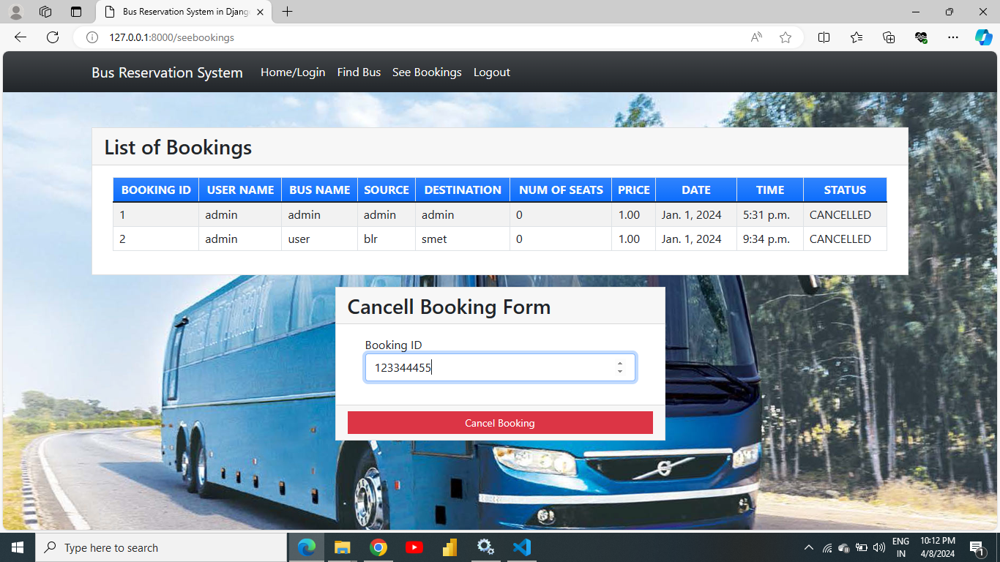 Bus Reservation System in Djang
127.0.0.1:8000/seebookings
Bus Reservation System Home/Login Find Bus See Bookings Logout
List of Bookings
BOOKING ID USER NAME BUS NAME SOURCE DESTINATION NUM OF SEATS PRICE DATE TIME STATUS
1 admin admin admin admin 0 1.00 Jan. 1, 2024 5:31 p.m. CANCELLED
2 admin user blr smet 0 1.00 Jan. 1, 2024 9:34 p.m. CANCELLED
Cancell Booking Form
Booking ID
123344455
Cancel Booking
Type here to search
ENG
IN
10:12 PM
4/8/2024
1